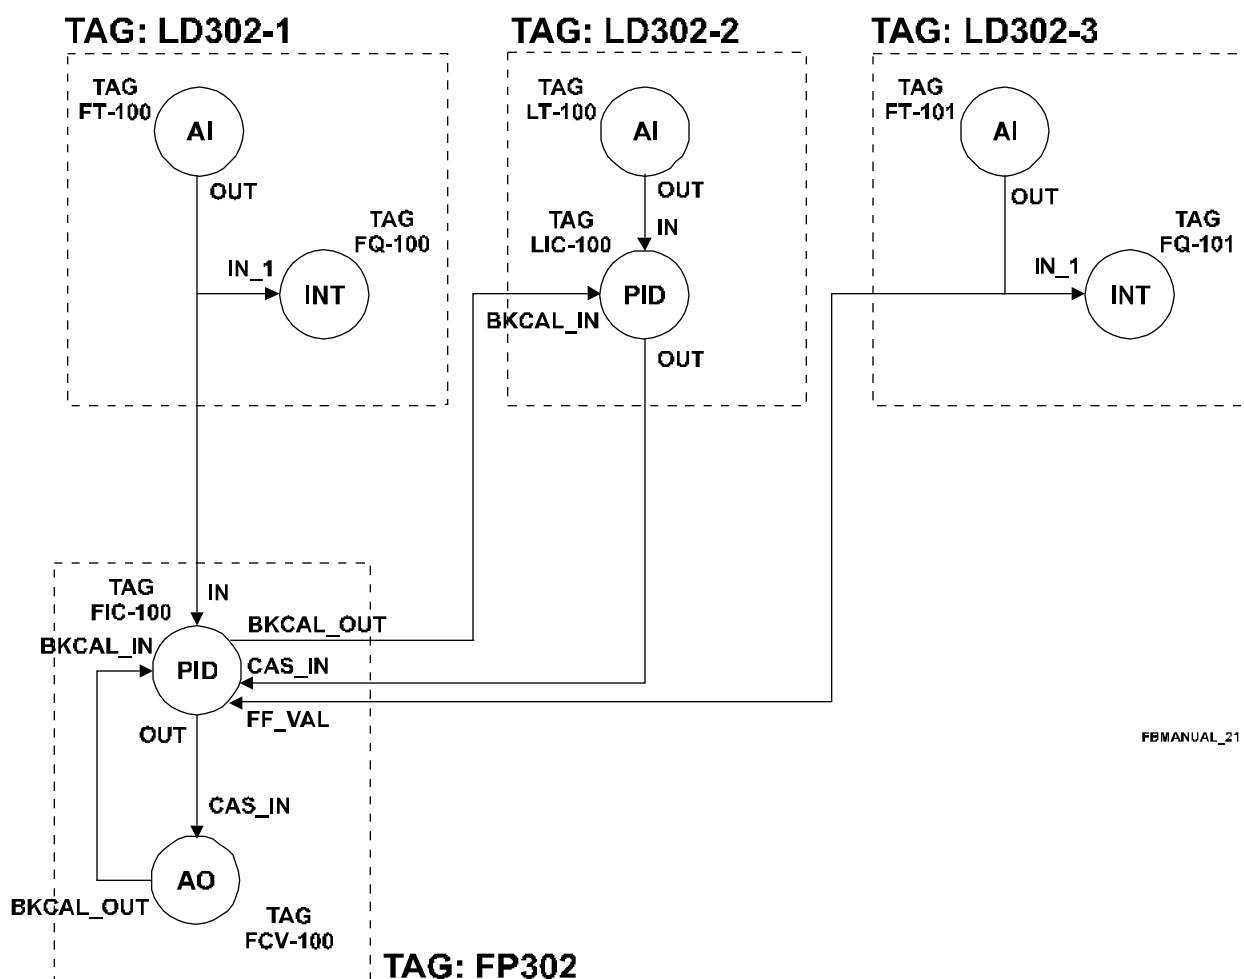 TAG: LD302-1
TAG: LD302-2
TAG: LD302-3
TAG
FT-100
AI
OUT
TAG
FQ-100
IN_1
INT
TAG
LT-100
AI
OUT
TAG
LIC-100
IN
PID
BKCAL_IN
OUT
TAG
FT-101
AI
OUT
TAG
FQ-101
IN_1
INT
TAG
FIC-100
IN
BKCAL_IN
PID
BKCAL_OUT
CAS_IN
FF_VAL
OUT
CAS_IN
AO
BKCAL_OUT
TAG
FCV-100
TAG: FP302
FBMANUAL_21